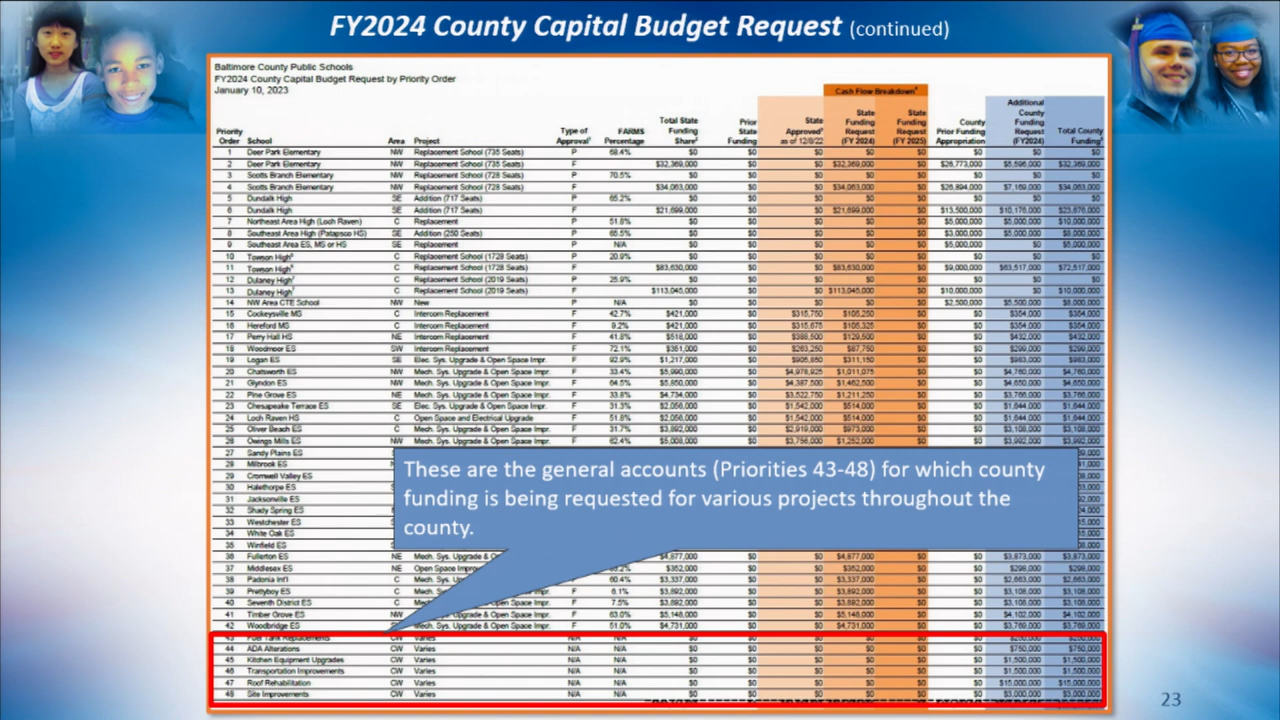 FY2024 County Capital Budget Request (continued)
Baltimore County Public Schools
FY2024 County Capital Budget Request by Priority Order
January 10, 2023
Cash Flow Breakdown
Priority Order School Area Project Type of Approval FARMS Percentage Total State Funding Share Prior State Funding State Approved as of 12/8/22 State Funding Request (FY 2024) State Funding Request (FY 2025) County Prior Funding Appropriation Additional County Funding Request (FY2024) Total County Funding
1 Deer Park Elementary NW Replacement School (735 Seats) P 68.4% $0 $0 $0 $0 $0 $0 $0 $0
2 Deer Park Elementary NW Replacement School (735 Seats) F $32,369,000 $0 $0 $32,369,000 $0 $26,773,000 $5,596,000 $32,369,000
3 Scotts Branch Elementary NW Replacement School (728 Seats) P 70.5% $0 $0 $0 $0 $0 $0 $0 $0
4 Scotts Branch Elementary NW Replacement School (728 Seats) F $34,063,000 $0 $0 $34,063,000 $0 $26,894,000 $7,169,000 $34,063,000
5 Dundalk High SE Addition (717 Seats) P 65.2% $0 $0 $0 $0 $0 $0 $0 $0
6 Dundalk High SE Addition (717 Seats) F $21,699,000 $0 $0 $21,699,000 $0 $13,500,000 $10,176,000 $23,676,000
7 Northeast Area High (Loch Raven) C Replacement P 51.8% $0 $0 $0 $0 $0 $5,000,000 $5,000,000 $10,000,000
8 Southeast Area High (Patapsco HS) SE Addition (250 Seats) P 65.5% $0 $0 $0 $0 $0 $3,000,000 $5,000,000 $8,000,000
9 Southeast Area ES, MS or HS SE Replacement P N/A $0 $0 $0 $0 $0 $5,000,000 $0 $5,000,000
10 Towson High C Replacement School (1728 Seats) P 20.9% $0 $0 $0 $0 $0 $0 $0 $0
11 Towson High C Replacement School (1728 Seats) F $83,630,000 $0 $0 $83,630,000 $0 $9,000,000 $63,517,000 $72,517,000
12 Dulaney High C Replacement School (2019 Seats) P 25.9% $0 $0 $0 $0 $0 $0 $0 $0
13 Dulaney High C Replacement School (2019 Seats) F $113,045,000 $0 $0 $113,045,000 $0 $10,000,000 $0 $10,000,000
14 NW Area CTE School NW New P N/A $0 $0 $0 $0 $0 $2,500,000 $5,500,000 $8,000,000
15 Cockeysville MS C Intercom Replacement F 42.7% $421,000 $0 $315,750 $105,250 $0 $0 $354,000 $354,000
16 Hereford MS C Intercom Replacement F 9.2% $421,000 $0 $315,675 $105,325 $0 $0 $354,000 $354,000
17 Perry Hall HS NE Intercom Replacement F 41.8% $518,000 $0 $388,500 $129,500 $0 $0 $432,000 $432,000
18 Woodmoor ES SW Intercom Replacement F 72.1% $351,000 $0 $263,250 $87,750 $0 $0 $299,000 $299,000
19 Logan ES SE Elec. Sys. Upgrade & Open Space Impr. F 92.9% $1,217,000 $0 $905,850 $311,150 $0 $0 $983,000 $983,000
20 Chatsworth ES NW Mech. Sys. Upgrade & Open Space Impr. F 33.4% $5,990,000 $0 $4,978,925 $1,011,075 $0 $0 $4,760,000 $4,760,000
21 Glyndon ES NW Mech. Sys. Upgrade & Open Space Impr. F 64.5% $5,850,000 $0 $4,387,500 $1,462,500 $0 $0 $4,650,000 $4,650,000
22 Pine Grove ES NE Mech. Sys. Upgrade & Open Space Impr. F 33.8% $4,734,000 $0 $3,522,750 $1,211,250 $0 $0 $3,766,000 $3,766,000
23 Chesapeake Terrace ES SE Elec. Sys. Upgrade & Open Space Impr. F 31.3% $2,056,000 $0 $1,542,000 $514,000 $0 $0 $1,644,000 $1,644,000
24 Loch Raven HS C Open Space and Electrical Upgrade F 51.8% $2,056,000 $0 $1,542,000 $514,000 $0 $0 $1,644,000 $1,644,000
25 Oliver Beach ES C Mech. Sys. Upgrade & Open Space Impr. F 31.7% $3,892,000 $0 $2,919,000 $973,000 $0 $0 $3,108,000 $3,108,000
26 Owings Mills ES NW Mech. Sys. Upgrade & Open Space Impr. F 62.4% $5,008,000 $0 $3,756,000 $1,252,000 $0 $0 $3,992,000 $3,992,000
27 Sandy Plains ES
28 Milbrook ES
29 Cromwell Valley ES
30 Halethorpe ES
31 Jacksonville ES
32 Shady Spring ES
33 Westchester ES
34 White Oak ES
35 Winfield ES
These are the general accounts (Priorities 43-48) for which county
funding is being requested for various projects throughout the
county.
36 Fullerton ES NE Mech. Sys. Upgrade & $4,877,000 $0 $0 $4,877,000 $0 $0 $3,873,000 $3,873,000
37 Middlesex ES NE Open Space $352,000 $0 $0 $352,000 $0 $0 $298,000 $298,000
38 Padonia Int'l C Mech. Sys. F 60.4% $3,337,000 $0 $0 $3,337,000 $0 $0 $2,663,000 $2,663,000
39 Prettyboy ES C Mech. F 6.1% $3,892,000 $0 $0 $3,892,000 $0 $0 $3,108,000 $3,108,000
40 Seventh District ES C Open Space Impr. F 7.5% $3,892,000 $0 $0 $3,892,000 $0 $0 $3,108,000 $3,108,000
41 Timber Grove ES NW Upgrade & Open Space Impr. F 63.0% $5,148,000 $0 $0 $5,148,000 $0 $0 $4,102,000 $4,102,000
42 Woodbridge ES Mech. Sys. Upgrade & Open Space Impr. F 51.0% $4,731,000 $0 $0 $4,731,000 $0 $0 $3,769,000 $3,769,000
43 Fuel Tank Replacements CW Varies N/A N/A $0 $0 $0 $0 $0 $0 $200,000 $200,000
44 ADA Alterations CW Varies N/A N/A $0 $0 $0 $0 $0 $0 $750,000 $750,000
45 Kitchen Equipment Upgrades CW Varies N/A N/A $0 $0 $0 $0 $0 $0 $1,500,000 $1,500,000
46 Transportation Improvements CW Varies N/A N/A $0 $0 $0 $0 $0 $0 $1,500,000 $1,500,000
47 Roof Rehabilitation CW Varies N/A N/A $0 $0 $0 $0 $0 $0 $15,000,000 $15,000,000
48 Site Improvements CW Varies N/A N/A $0 $0 $0 $0 $0 $0 $3,000,000 $3,000,000
23